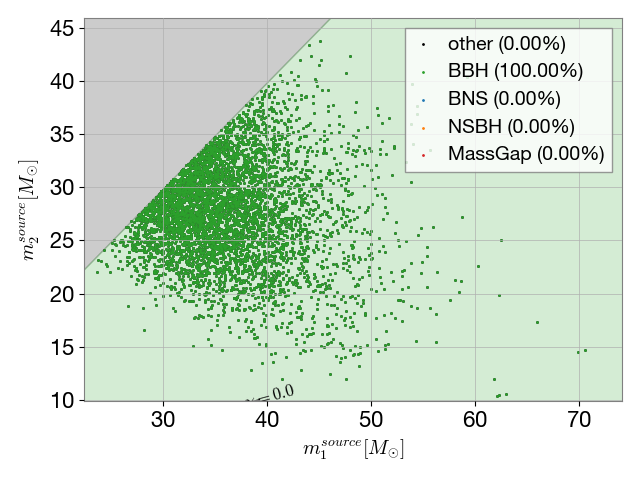 45
40
35
30
25
20
15
10
30
40
50
60
70
m_2^{source}[M_⊙]
m_1^{source}[M_⊙]
other (0.00%)
BBH (100.00%)
BNS (0.00%)
NSBH (0.00%)
MassGap (0.00%)
=0.0